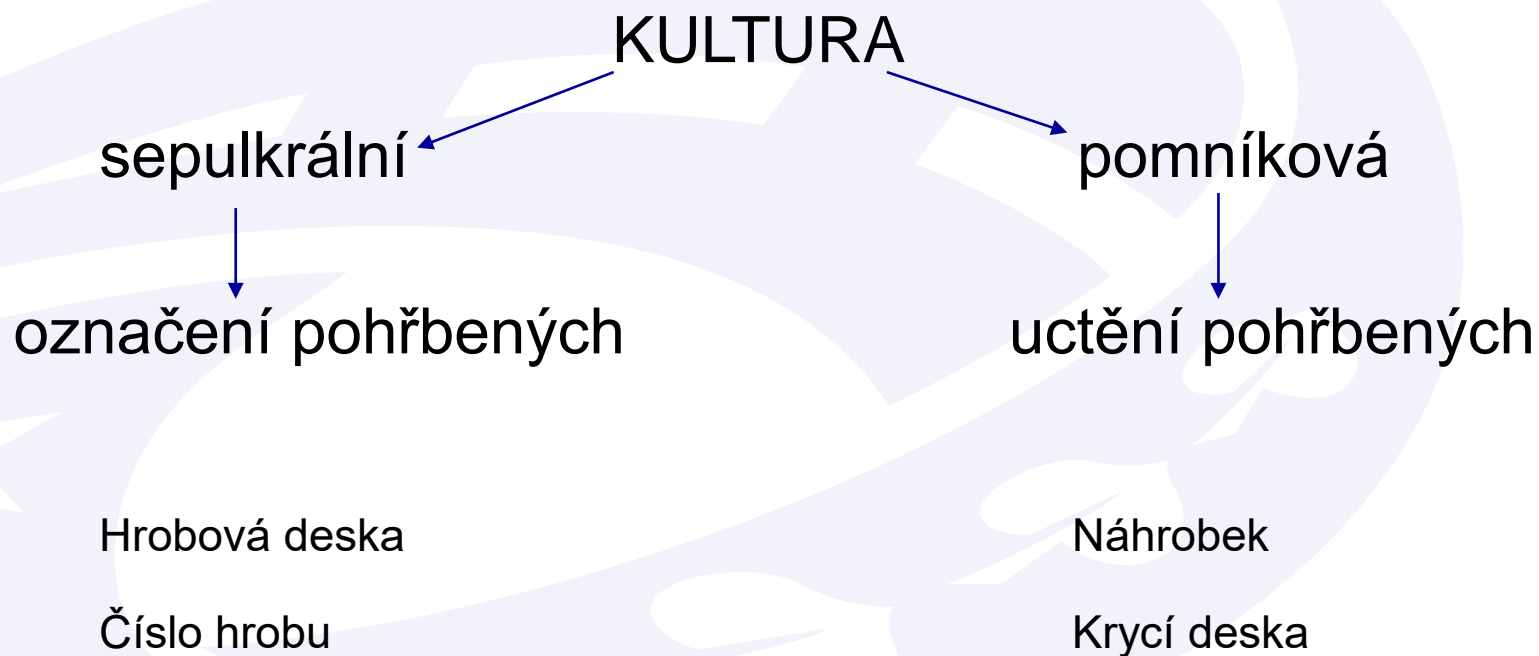 KULTURA
sepulkrální pomníková
označení pohřbených uctění pohřbených
Hrobová deska Náhrobek
Číslo hrobu Krycí deska